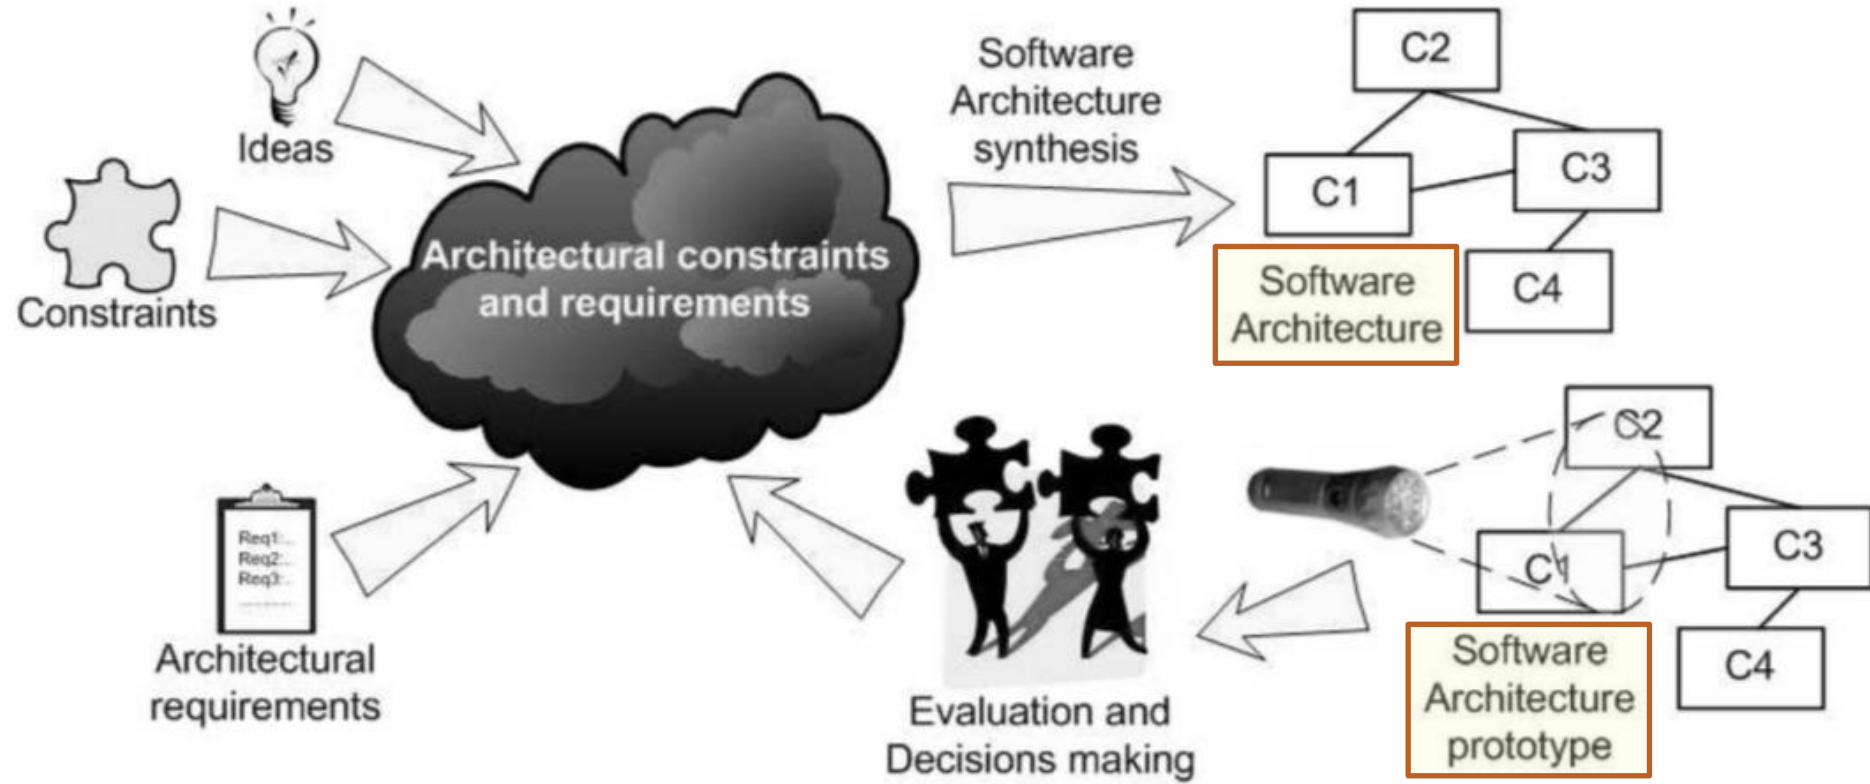 Ideas
Constraints
Architectural constraints
and requirements
Software
Architecture
synthesis
C2
C1
C3
C4
Software
Architecture
Req1:...
Req2:...
Req3:..
Architectural
requirements
Evaluation and
Decisions making
C2
C1
C3
C4
Software
Architecture
prototype